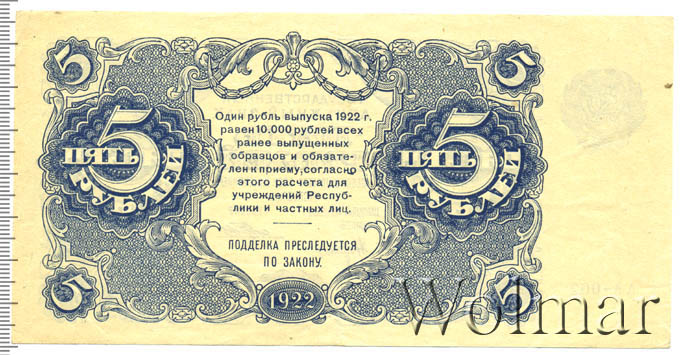 5 5
Один рубль выпуска 1922 г.
равен 10.000 рублей всех
ранее выпущенных
образцов и обязате-
лен к приему, согласно
этого расчета для
учреждений Респуб-
лики и частных лиц.
5 ПЯТЬ РУБЛЕЙ
5 ПЯТЬ РУБЛЕЙ
ПОДДЕЛКА ПРЕСЛЕДУЕТСЯ
ПО ЗАКОНУ.
5 1922 5
Wolmar